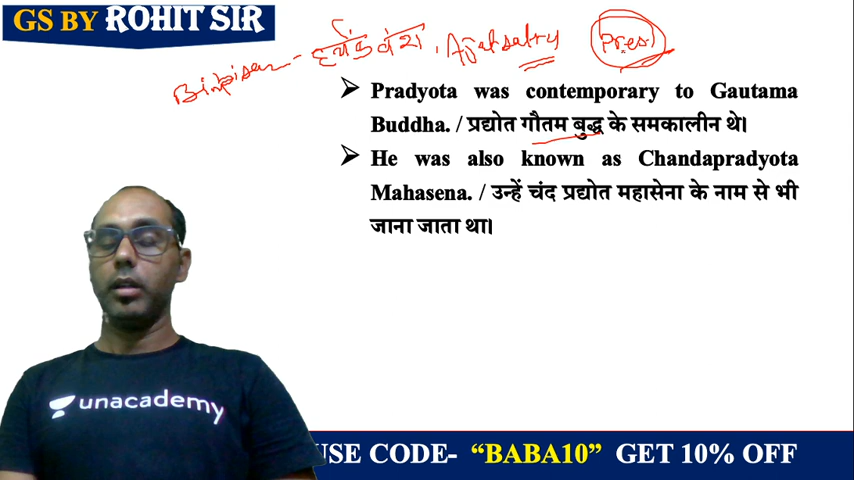 GS BY ROHIT SIR
Bimbisar - हर्यक वंश, Ajatsatru
Pradyota was contemporary to Gautama
Buddha. / प्रद्योत गौतम बुद्ध के समकालीन थे।
He was also known as Chandapradyota
Mahasena. / उन्हें चंद प्रद्योत महासेना के नाम से भी
जाना जाता था।
unacademy
USE CODE- “BABA10” GET 10% OFF